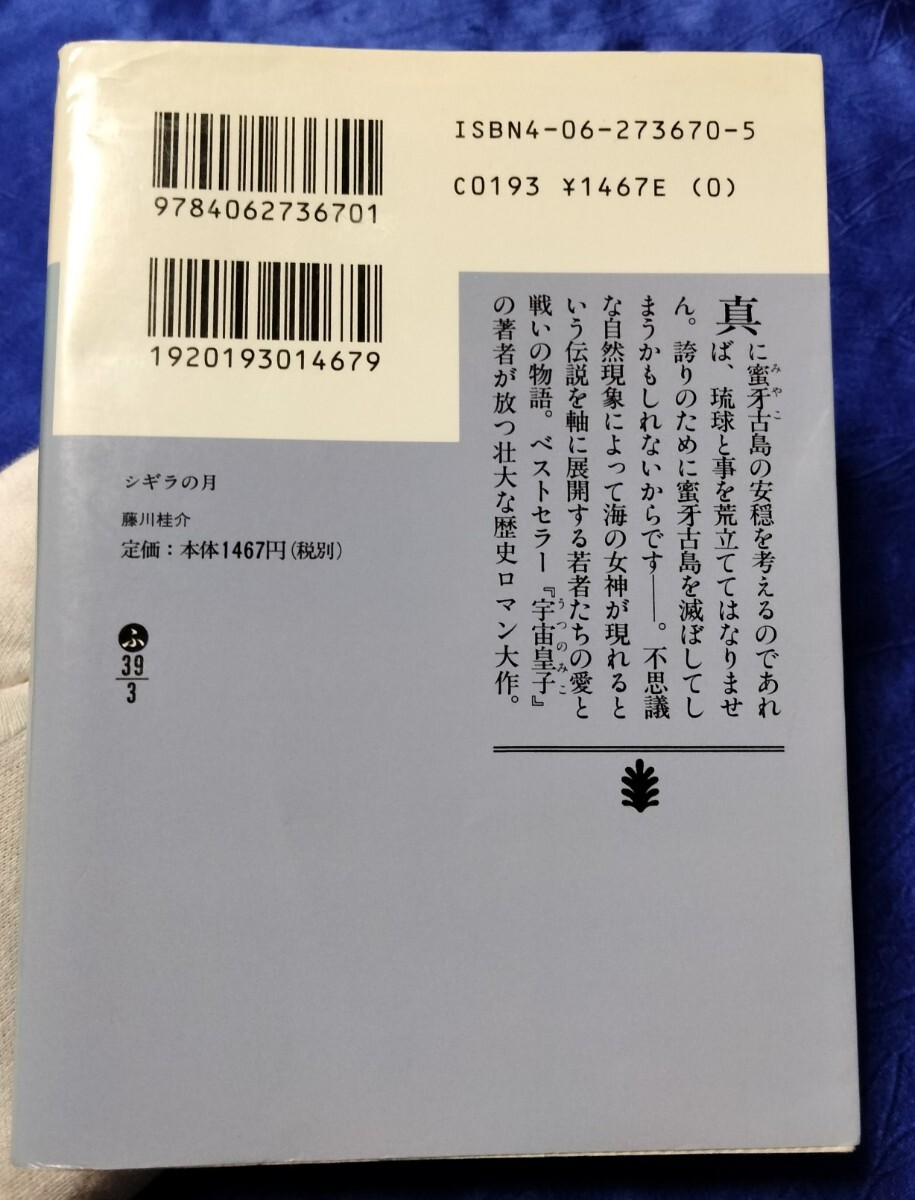 ISBN4-06-273670-5
C0193 ¥1467E (0)
9784062736701
1920193014679
真に蜜牙古島の安穏を考えるのであれ
みやこ
ば、琉球と事を荒立ててはなりませ
ん。誇りのために蜜牙古島を滅ぼしてし
まうかもしれないからです——。不思議
な自然現象によって海の女神が現れると
いう伝説を軸に展開する若者たちの愛と
戦いの物語。ベストセラー『宇宙皇子』
うつのみこ
の著者が放つ壮大な歴史ロマン大作。
シギラの月
藤川桂介
定価：本体1467円(税別)
ふ
39
3